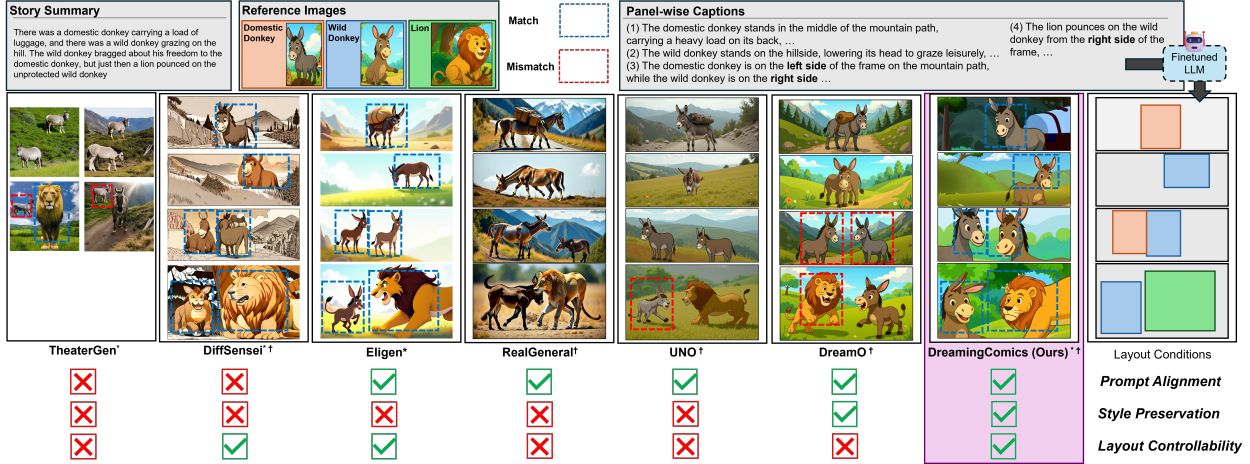 Story Summary
There was a domestic donkey carrying a load of
luggage, and there was a wild donkey grazing on the
hill. The wild donkey bragged about his freedom to the
domestic donkey, but just then a lion pounced on the
unprotected wild donkey
Reference Images
Domestic
Donkey
Wild
Donkey
Lion
Match
Mismatch
Panel-wise Captions
(1) The domestic donkey stands in the middle of the mountain path,
carrying a heavy load on its back, …
(2) The wild donkey stands on the hillside, lowering its head to graze leisurely, …
(3) The domestic donkey is on the left side of the frame on the mountain path,
while the wild donkey is on the right side …
(4) The lion pounces on the wild
donkey from the right side of the
frame, …
Finetuned
LLM
TheaterGen*
DiffSensei*†
Eligen*
RealGeneral†
UNO†
DreamO†
DreamingComics (Ours)*†
Layout Conditions
Prompt Alignment
Style Preservation
Layout Controllability